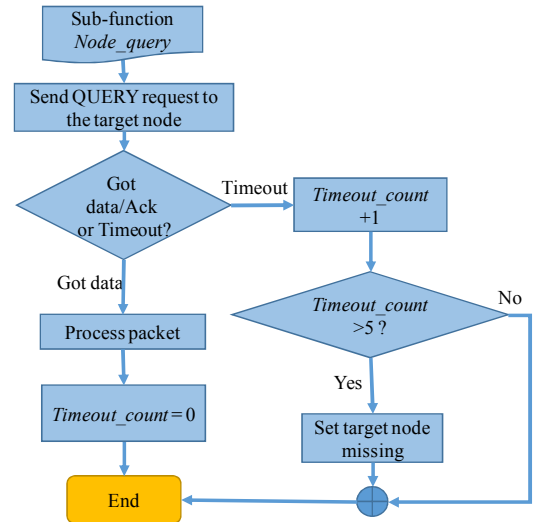 Sub-function
Node_query
Send QUERY request to
the target node
Got
data/Ack
or Timeout?
Timeout
Timeout_count
+1
Got data
Timeout_count
>5 ?
No
Process packet
Yes
Timeout_count = 0
Set target node
missing
End